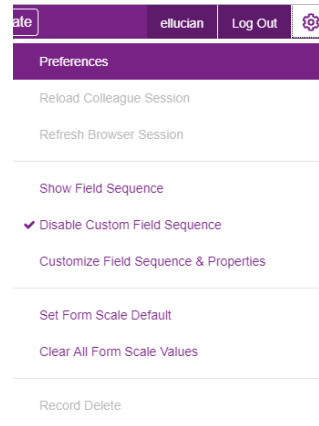 ate ellucian Log Out
Preferences
Reload Colleague Session
Refresh Browser Session
Show Field Sequence
Disable Custom Field Sequence
Customize Field Sequence & Properties
Set Form Scale Default
Clear All Form Scale Values
Record Delete